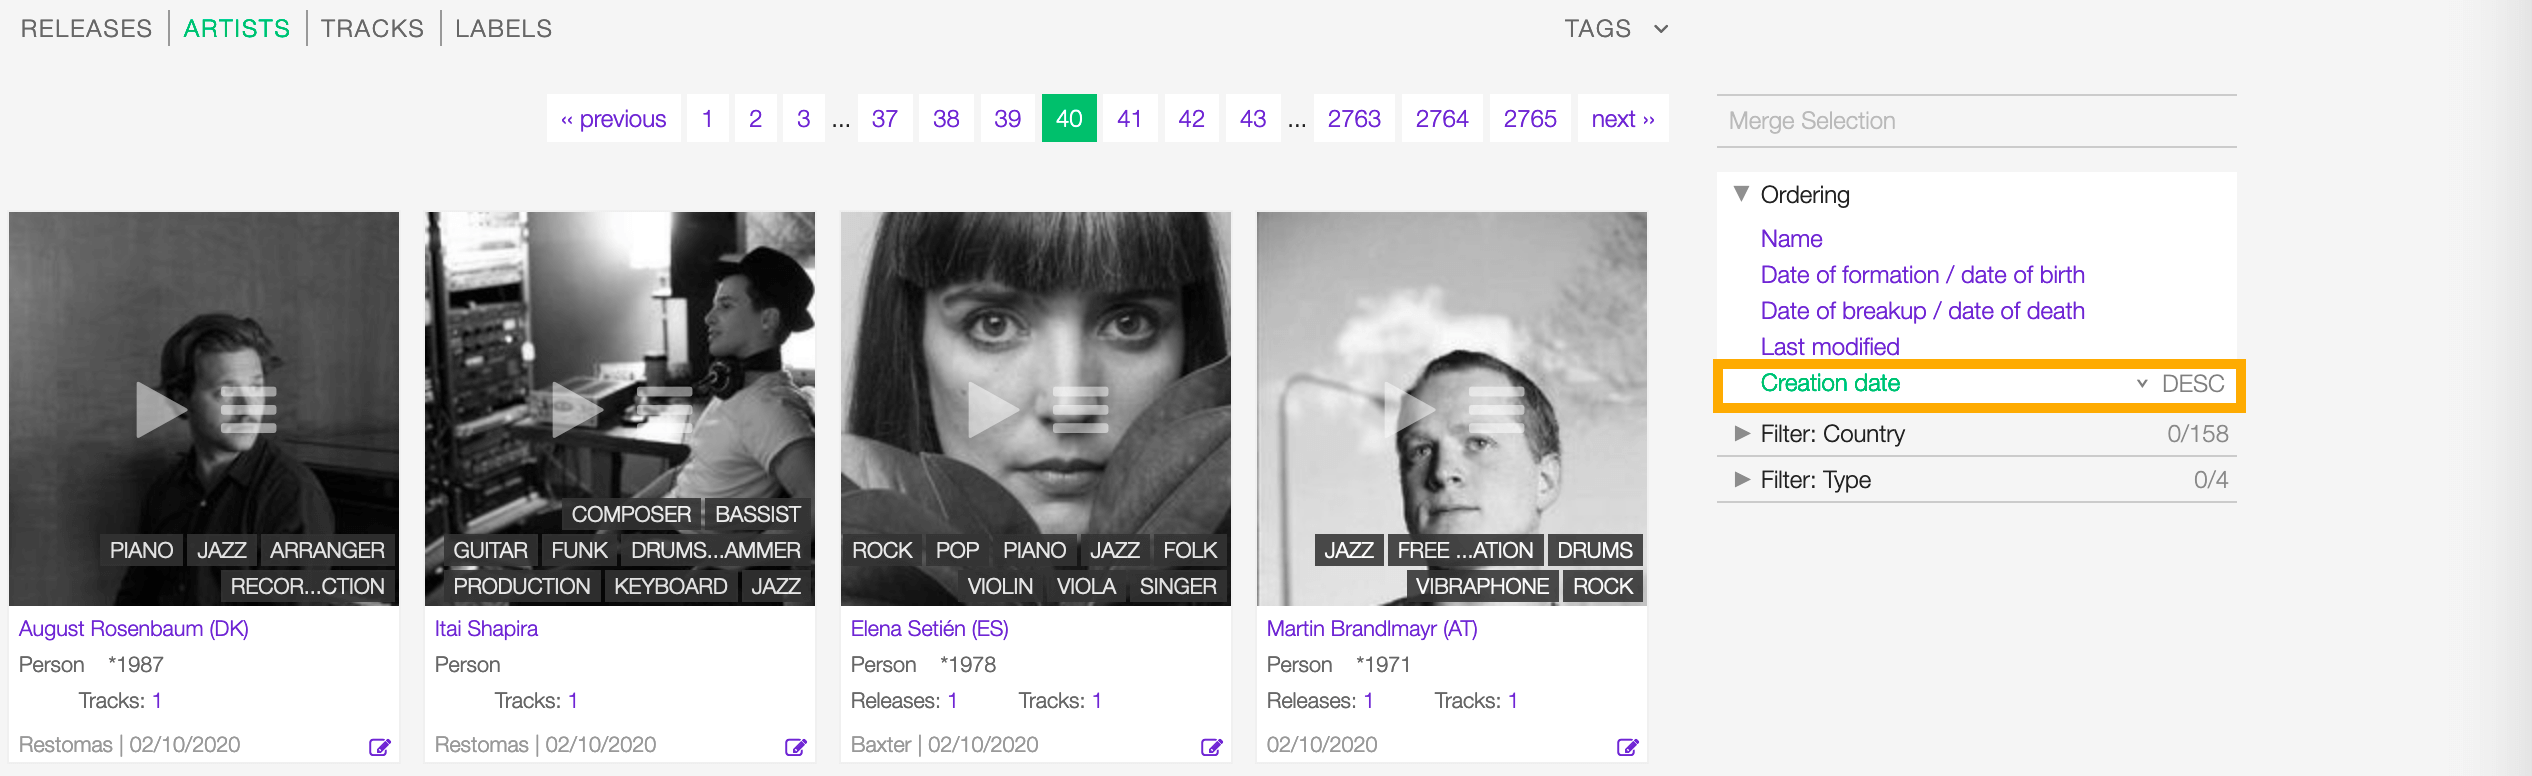 RELEASES ARTISTS TRACKS LABELS TAGS
‹‹ previous 1 2 3 ... 37 38 39 40 41 42 43 ... 2763 2764 2765 next ››
Merge Selection
Ordering
Name
Date of formation / date of birth
Date of breakup / date of death
Last modified
Creation date DESC
Filter: Country 0/158
Filter: Type 0/4
PIANO JAZZ ARRANGER
RECOR...CTION
August Rosenbaum (DK)
Person *1987
Tracks: 1
Restomas | 02/10/2020
COMPOSER BASSIST
GUITAR FUNK DRUMS...AMMER
PRODUCTION KEYBOARD JAZZ
Itai Shapira
Person
Tracks: 1
Restomas | 02/10/2020
ROCK POP PIANO JAZZ FOLK
VIOLIN VIOLA SINGER
Elena Setién (ES)
Person *1978
Releases: 1 Tracks: 1
Baxter | 02/10/2020
JAZZ FREE ...ATION DRUMS
VIBRAPHONE ROCK
Martin Brandlmayr (AT)
Person *1971
Releases: 1 Tracks: 1
02/10/2020